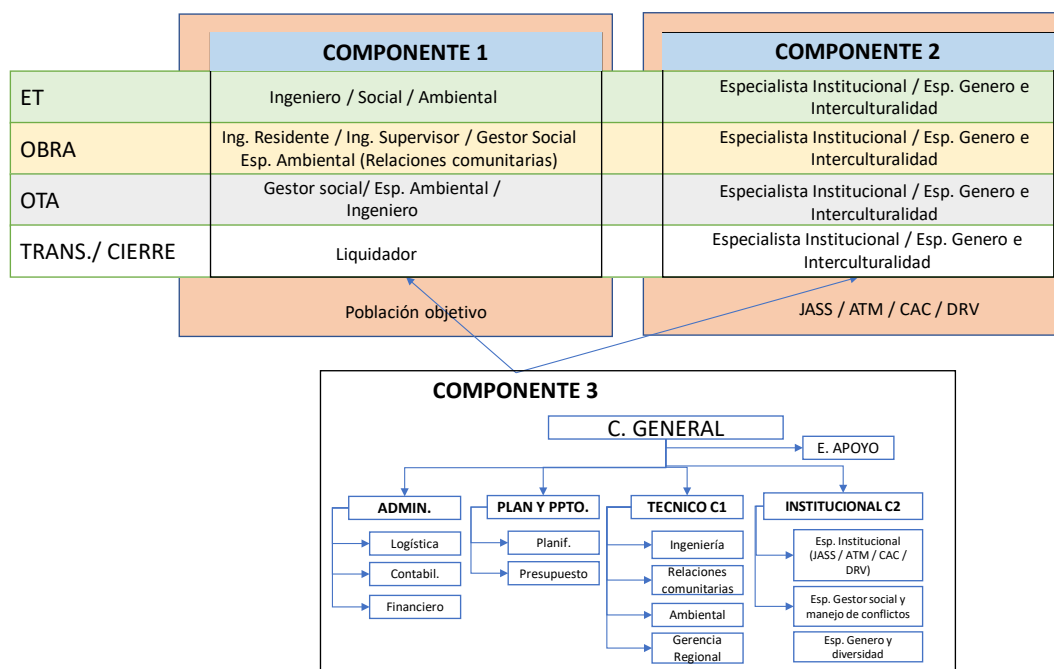 COMPONENTE 1
COMPONENTE 2
ET
Ingeniero / Social / Ambiental
Especialista Institucional / Esp. Genero e
Interculturalidad
OBRA
Ing. Residente / Ing. Supervisor / Gestor Social
Esp. Ambiental (Relaciones comunitarias)
Especialista Institucional / Esp. Genero e
Interculturalidad
OTA
Gestor social/ Esp. Ambiental /
Ingeniero
Especialista Institucional / Esp. Genero e
Interculturalidad
TRANS./ CIERRE
Liquidador
Especialista Institucional / Esp. Genero e
Interculturalidad
Población objetivo
JASS / ATM / CAC / DRV
COMPONENTE 3
C. GENERAL
E. APOYO
ADMIN.
PLAN Y PPTO.
TECNICO C1
INSTITUCIONAL C2
Logística
Contabil.
Financiero
Planif.
Presupuesto
Ingeniería
Relaciones
comunitarias
Ambiental
Gerencia
Regional
Esp. Institucional
(JASS / ATM / CAC /
DRV)
Esp. Gestor social y
manejo de conflictos
Esp. Genero y
diversidad